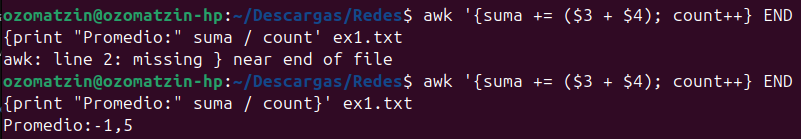 ozomatzin@ozomatzin-hp:~/Descargas/Redes$ awk '{suma += ($3 + $4); count++} END
{print "Promedio:" suma / count' ex1.txt
awk: line 2: missing } near end of file
ozomatzin@ozomatzin-hp:~/Descargas/Redes$ awk '{suma += ($3 + $4); count++} END
{print "Promedio:" suma / count}' ex1.txt
Promedio:-1,5